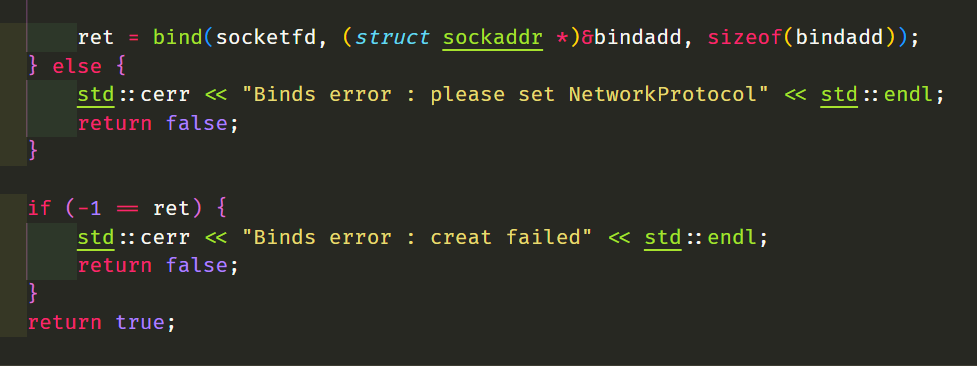 ret = bind(socketfd, (struct sockaddr *)&bindadd, sizeof(bindadd));
} else {
std::cerr << "Binds error : please set NetworkProtocol" << std::endl;
return false;
}
if (-1 == ret) {
std::cerr << "Binds error : creat failed" << std::endl;
return false;
}
return true;